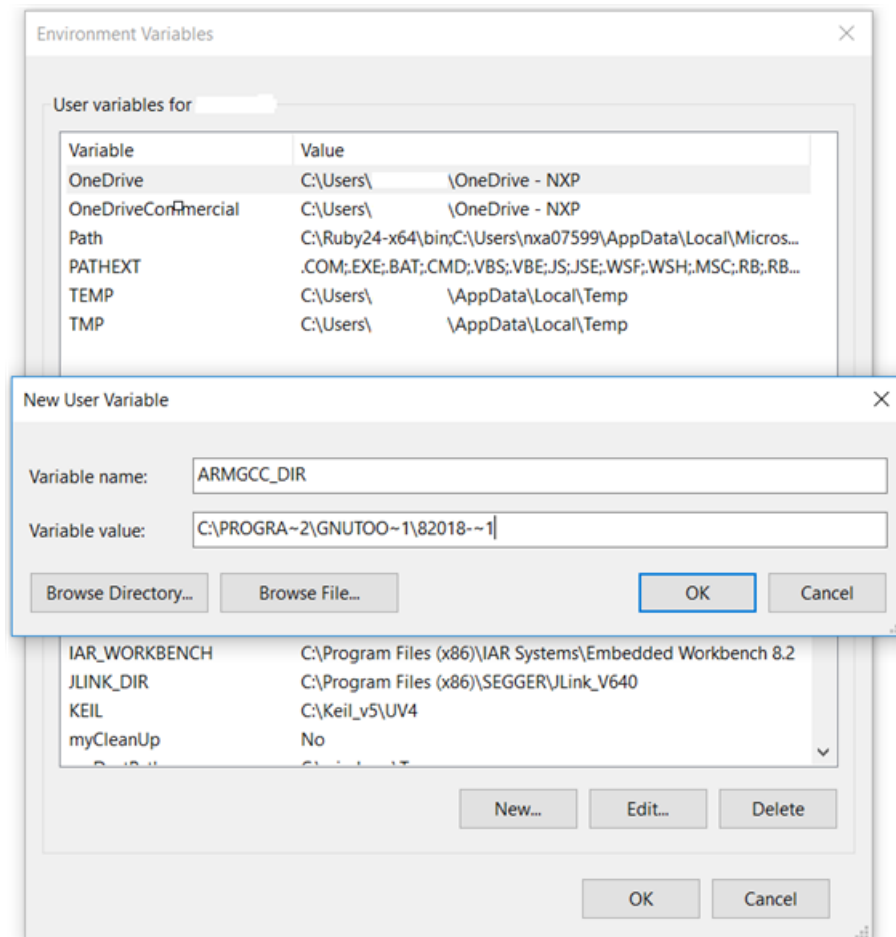 Environment Variables
User variables for
Variable Value
OneDrive C:\Users\ \OneDrive - NXP
OneDriveCommercial C:\Users\ \OneDrive - NXP
Path C:\Ruby24-x64\bin;C:\Users\nxa07599\AppData\Local\Micros...
PATHEXT .COM;.EXE;.BAT;.CMD;.VBS;.VBE;.JS;.JSE;.WSF;.WSH;.MSC;.RB;.RB...
TEMP C:\Users\ \AppData\Local\Temp
TMP C:\Users\ \AppData\Local\Temp
New User Variable
Variable name: ARMGCC_DIR
Variable value: C:\PROGRA~2\GNUTOO~1\82018-~1
Browse Directory... Browse File... OK Cancel
IAR_WORKBENCH C:\Program Files (x86)\IAR Systems\Embedded Workbench 8.2
JLINK_DIR C:\Program Files (x86)\SEGGER\JLink_V640
KEIL C:\Keil_v5\UV4
myCleanUp No
New... Edit... Delete
OK Cancel